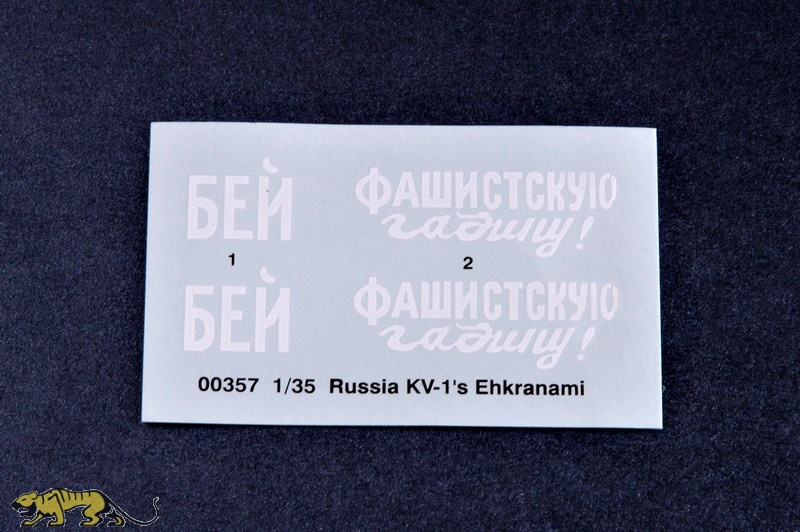 БЕЙ ФАШИСТСКУЮ
гадину!
1 2
БЕЙ ФАШИСТСКУЮ
гадину!
00357 1/35 Russia KV-1's Ehkranami